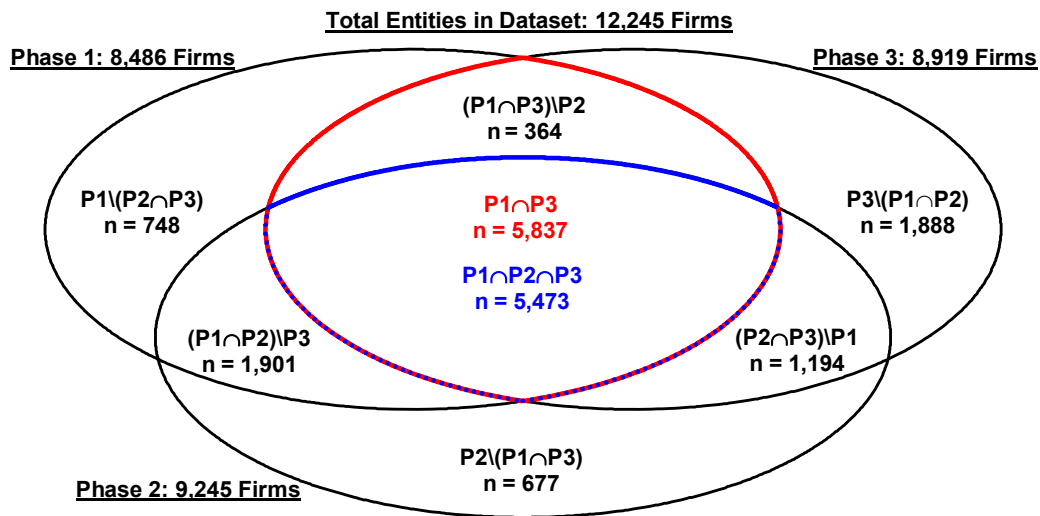 Total Entities in Dataset: 12,245 Firms
Phase 1: 8,486 Firms
Phase 3: 8,919 Firms
(P1∩P3)\P2
n = 364
P1\(P2∩P3)
n = 748
P1∩P3
n = 5,837
P3\(P1∩P2)
n = 1,888
P1∩P2∩P3
n = 5,473
(P1∩P2)\P3
n = 1,901
(P2∩P3)\P1
n = 1,194
P2\(P1∩P3)
n = 677
Phase 2: 9,245 Firms